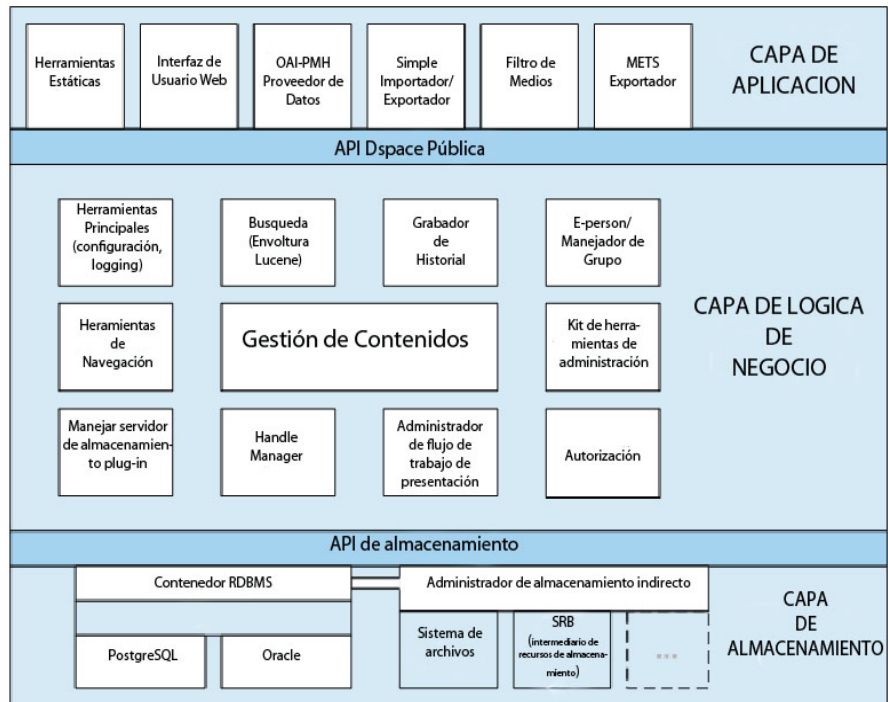 Herramientas
Estáticas
Interfaz de
Usuario Web
OAI-PMH
Proveedor de
Datos
Simple
Importador/
Exportador
Filtro de
Medios
METS
Exportador
CAPA DE
APLICACION
API Dspace Pública
Herramientas
Principales
(configuración,
logging)
Busqueda
(Envoltura
Lucene)
Grabador
de
Historial
E-person/
Manejador de
Grupo
Heramientas
de
Navegación
Gestión de Contenidos
Kit de herra-
mientas de
administración
CAPA DE LOGICA
DE
NEGOCIO
Manejar servidor
de almacenamien-
to plug-in
Handle
Manager
Administrador
de flujo de
trabajo de
presentación
Autorización
API de almacenamiento
Contenedor RDBMS
Administrador de almacenamiento indirecto
PostgreSQL
Oracle
Sistema de
archivos
SRB
(intermediario de
recursos de almacena-
miento)
...
CAPA
DE
ALMACENAMIENTO